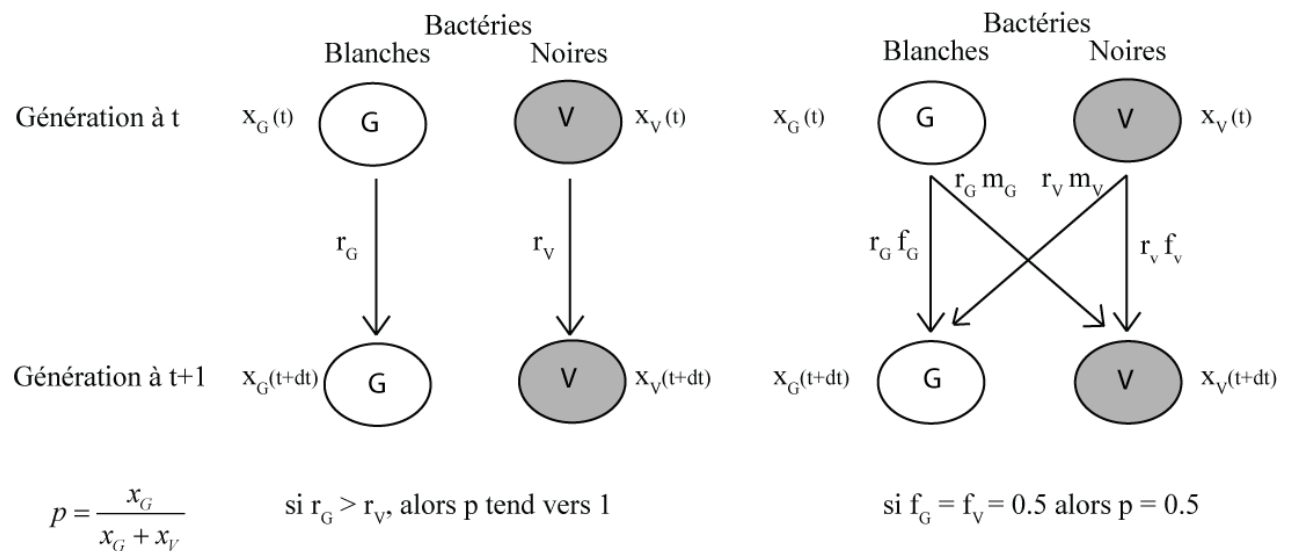 Bactéries
Blanches Noires
Génération à t
x_G (t)
G
V
x_V (t)
r_G
r_V
Génération à t+1
x_G (t+dt)
G
V
x_V (t+dt)
Bactéries
Blanches Noires
x_G (t)
G
V
x_V (t)
r_G m_G r_V m_V
r_G f_G
r_v f_v
x_G (t+dt)
G
V
x_V (t+dt)
p = x_G / (x_G + x_V)
si r_G > r_V, alors p tend vers 1
si f_G = f_V = 0.5 alors p = 0.5